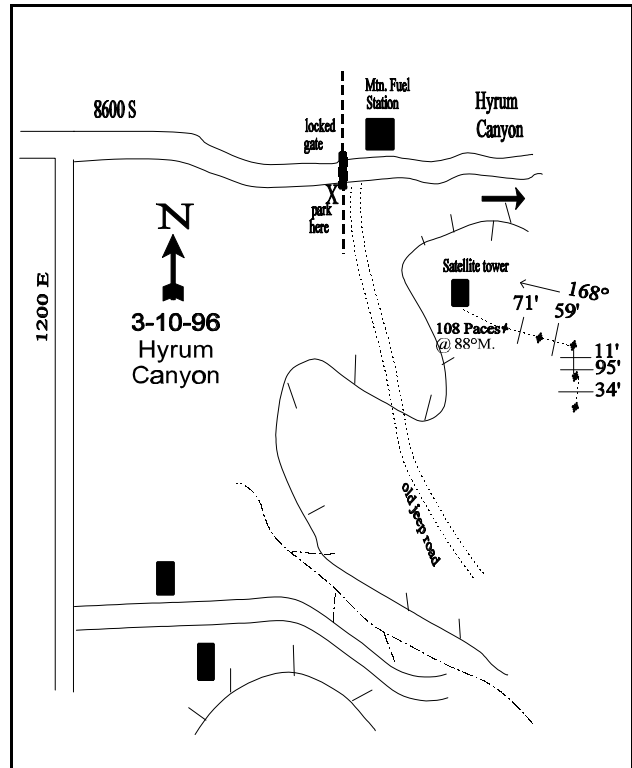 Mtn. Fuel
Station
8600 S
Hyrum
Canyon
locked
gate
X
park
here
N
Satellite tower
168°
71'
59'
1200 E
3-10-96
Hyrum
Canyon
108 Paces
@ 88°M.
11'
95'
34'
old jeep road